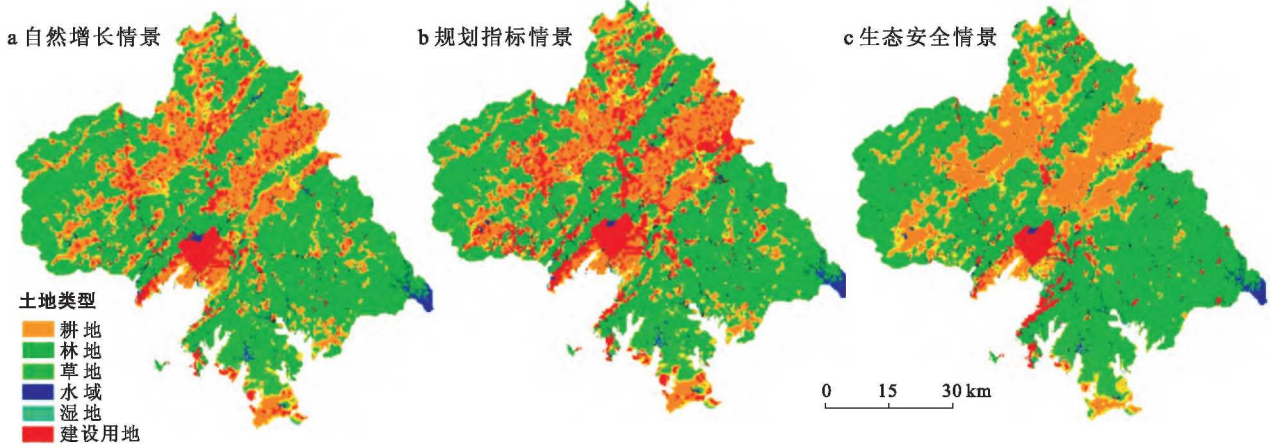 a 自然增长情景
b 规划指标情景
c 生态安全情景
土地类型
耕地
林地
草地
水域
湿地
建设用地
0 15 30 km